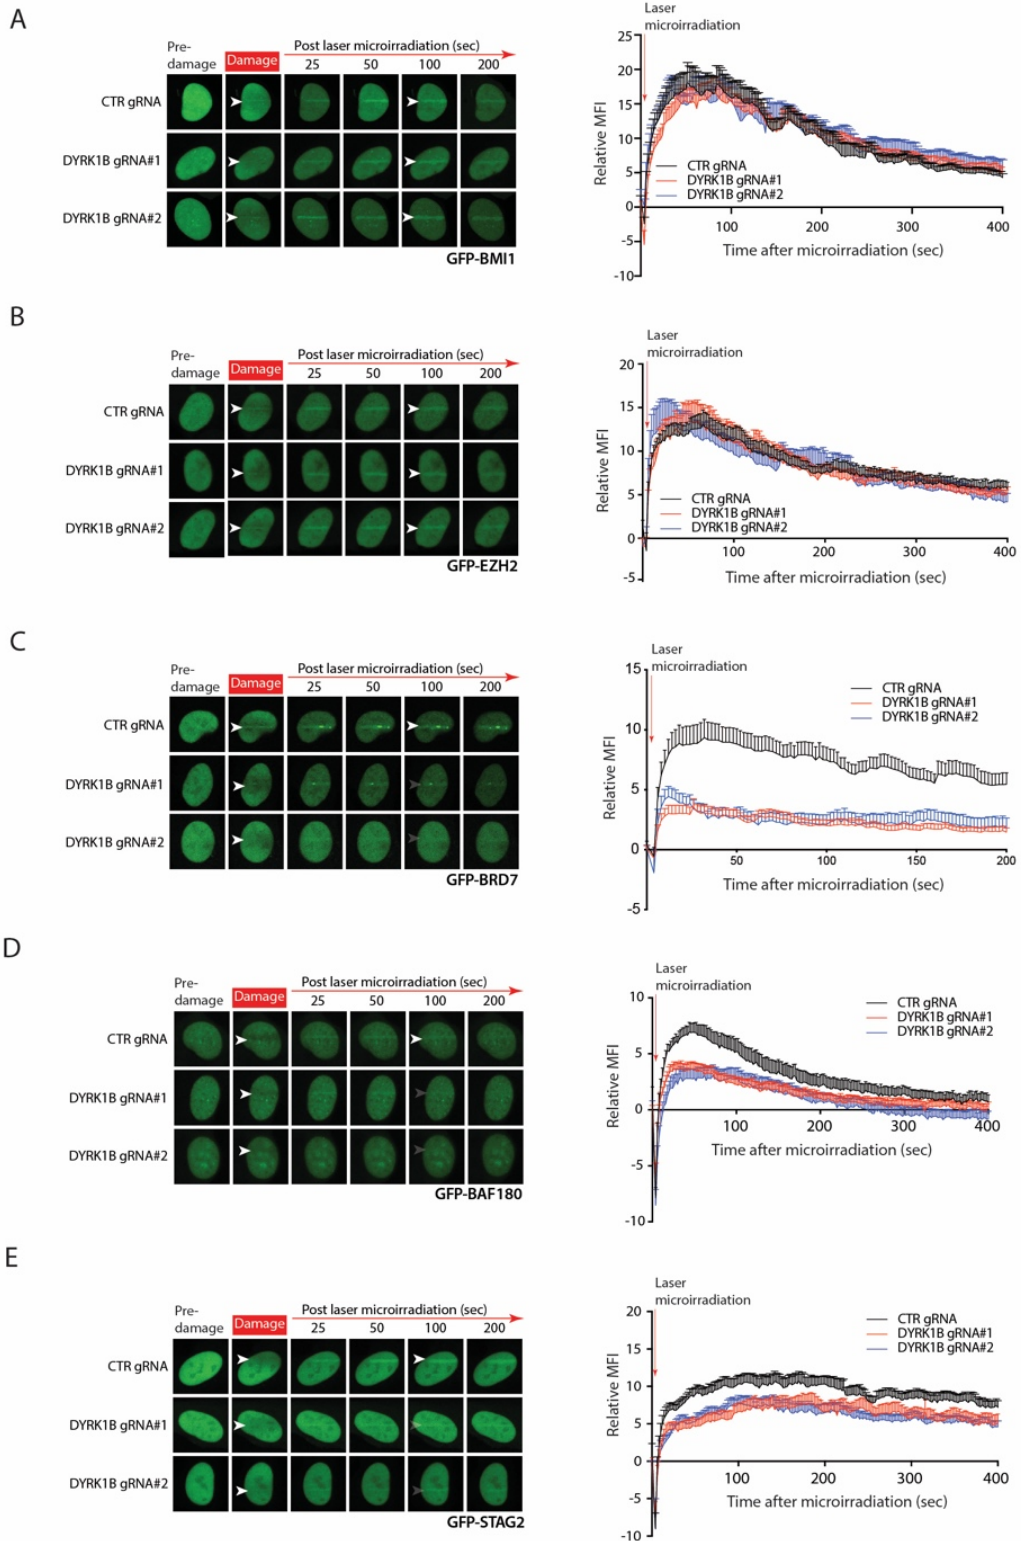 A
Pre-
damage
Damage
Post laser microirradiation (sec)
25 50 100 200
CTR gRNA
DYRK1B gRNA#1
DYRK1B gRNA#2
GFP-BMI1
Laser
microirradiation
Relative MFI
25
20
15
10
5
0
-5
-10
100 200 300 400
CTR gRNA
DYRK1B gRNA#1
DYRK1B gRNA#2
Time after microirradiation (sec)
B
Pre-
damage
Damage
Post laser microirradiation (sec)
25 50 100 200
CTR gRNA
DYRK1B gRNA#1
DYRK1B gRNA#2
GFP-EZH2
Laser
microirradiation
Relative MFI
20
15
10
5
0
-5
100 200 300 400
CTR gRNA
DYRK1B gRNA#1
DYRK1B gRNA#2
Time after microirradiation (sec)
C
Pre-
damage
Damage
Post laser microirradiation (sec)
25 50 100 200
CTR gRNA
DYRK1B gRNA#1
DYRK1B gRNA#2
GFP-BRD7
Laser
microirradiation
Relative MFI
15
10
5
0
-5
50 100 150 200
CTR gRNA
DYRK1B gRNA#1
DYRK1B gRNA#2
Time after microirradiation (sec)
D
Pre-
damage
Damage
Post laser microirradiation (sec)
25 50 100 200
CTR gRNA
DYRK1B gRNA#1
DYRK1B gRNA#2
GFP-BAF180
Laser
microirradiation
Relative MFI
10
5
0
-5
-10
100 200 300 400
CTR gRNA
DYRK1B gRNA#1
DYRK1B gRNA#2
Time after microirradiation (sec)
E
Pre-
damage
Damage
Post laser microirradiation (sec)
25 50 100 200
CTR gRNA
DYRK1B gRNA#1
DYRK1B gRNA#2
GFP-STAG2
Laser
microirradiation
Relative MFI
20
15
10
5
0
-5
-10
100 200 300 400
CTR gRNA
DYRK1B gRNA#1
DYRK1B gRNA#2
Time after microirradiation (sec)